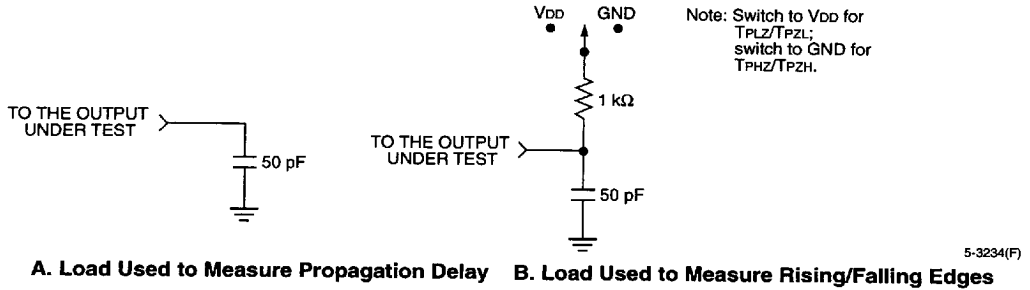 VDD GND
Note: Switch to VDD for
TPLZ/TPZL;
switch to GND for
TPHZ/TPZH.
1 kΩ
TO THE OUTPUT
UNDER TEST
50 pF
TO THE OUTPUT
UNDER TEST
50 pF
5-3234(F)
A. Load Used to Measure Propagation Delay
B. Load Used to Measure Rising/Falling Edges